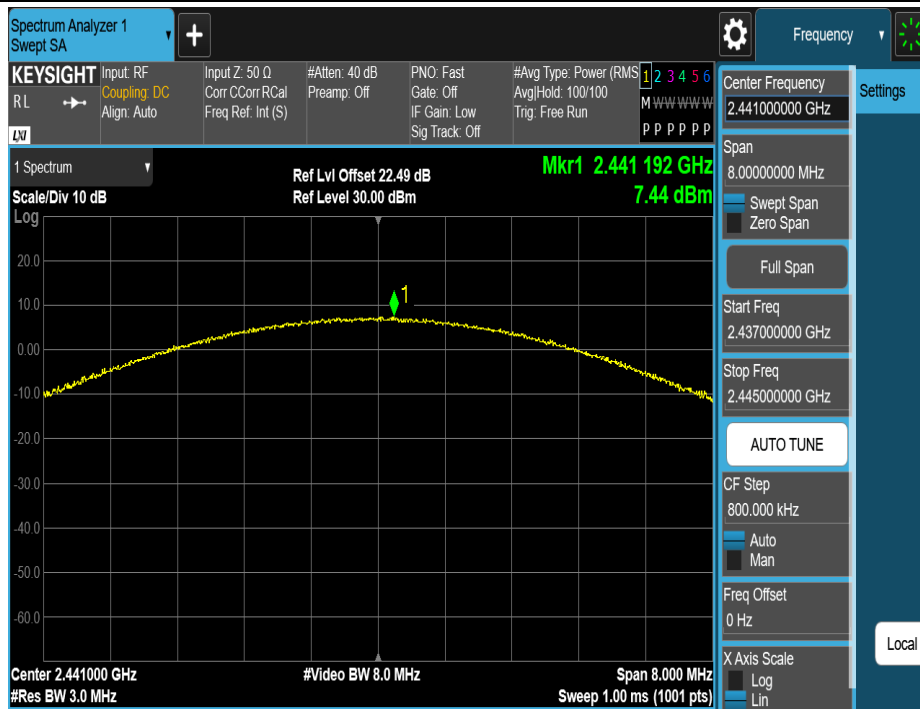 Spectrum Analyzer 1
Swept SA
+
Frequency
KEYSIGHT
RL
LXI
Input: RF
Coupling: DC
Align: Auto
Input Z: 50 Ω
Corr CCorr RCal
Freq Ref: Int (S)
#Atten: 40 dB
Preamp: Off
PNO: Fast
Gate: Off
IF Gain: Low
Sig Track: Off
#Avg Type: Power (RMS
Avg|Hold: 100/100
Trig: Free Run
1 2 3 4 5 6
M W W W W W
P P P P P P
Center Frequency
2.441000000 GHz
Settings
1 Spectrum
Scale/Div 10 dB
Log
Ref Lvl Offset 22.49 dB
Ref Level 30.00 dBm
Mkr1 2.441 192 GHz
7.44 dBm
Span
8.00000000 MHz
Swept Span
Zero Span
Full Span
20.0
10.0
0.00
-10.0
-20.0
-30.0
-40.0
-50.0
-60.0
1
Start Freq
2.437000000 GHz
Stop Freq
2.445000000 GHz
AUTO TUNE
CF Step
800.000 kHz
Auto
Man
Freq Offset
0 Hz
Local
X Axis Scale
Log
Lin
Center 2.441000 GHz
#Video BW 8.0 MHz
Span 8.000 MHz
#Res BW 3.0 MHz
Sweep 1.00 ms (1001 pts)